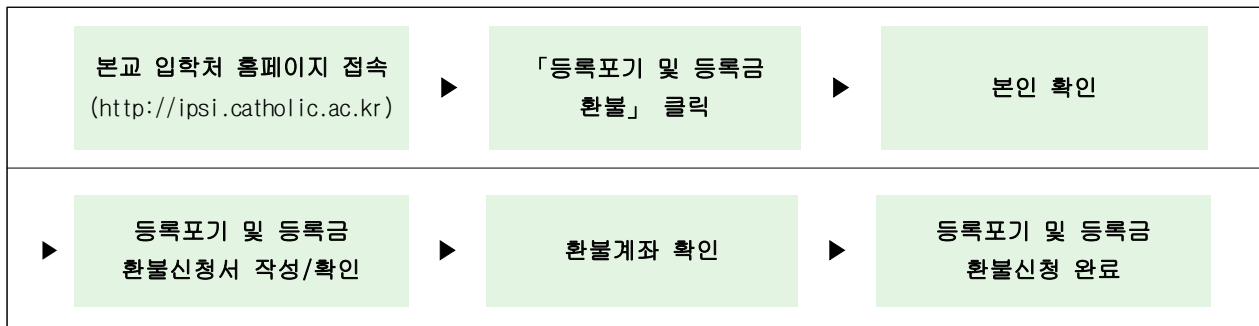 본교 입학처 홈페이지 접속
(http://ipsi.catholic.ac.kr)
▶
「등록포기 및 등록금
환불」 클릭
▶
본인 확인
▶
등록포기 및 등록금
환불신청서 작성/확인
▶
환불계좌 확인
▶
등록포기 및 등록금
환불신청 완료